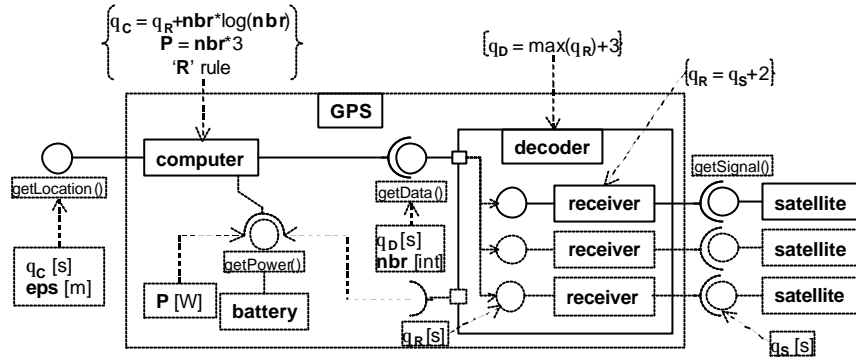 q_C = q_R+nbr*log(nbr)
P = nbr*3
'R' rule
{q_D = max(q_R)+3}
{q_R = q_S+2}
GPS
computer
decoder
getLocation()
getData()
getSignal()
receiver
satellite
receiver
satellite
receiver
satellite
q_C [s]
eps [m]
getPower()
P [W]
battery
q_D [s]
nbr [int]
q_R [s]
q_S [s]